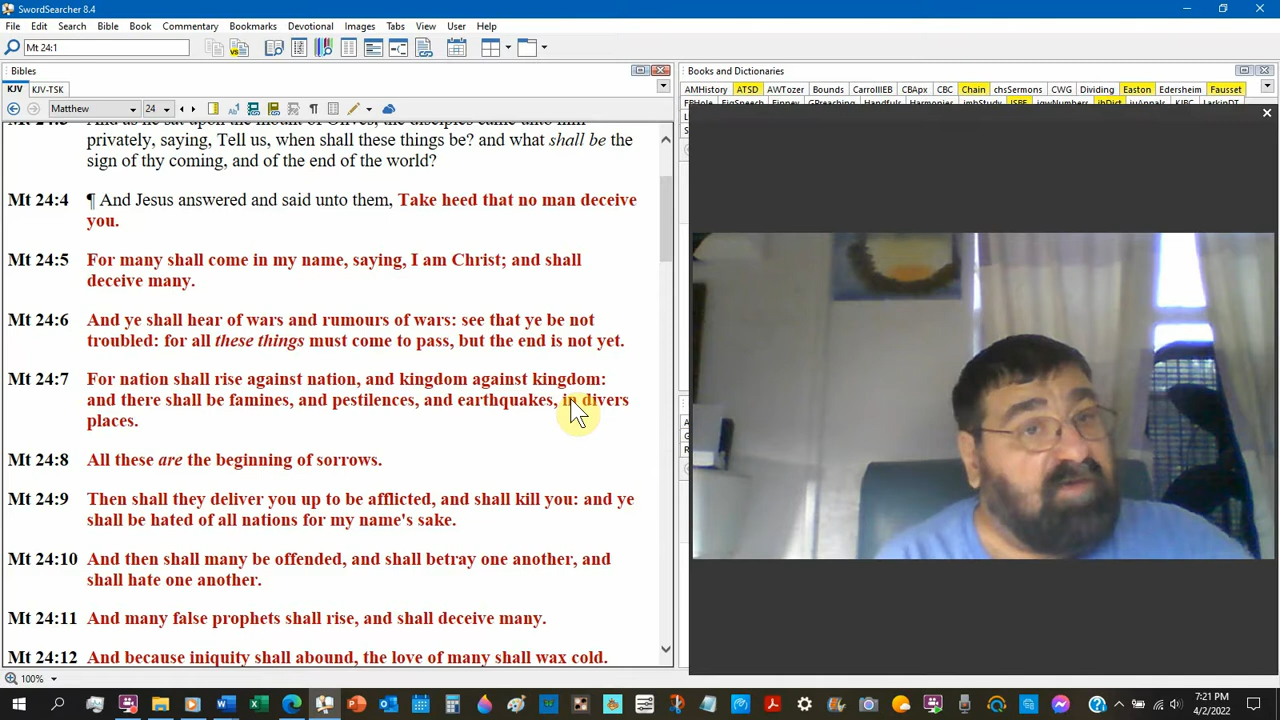 SwordSearcher 8.4
File Edit Search Bible Book Commentary Bookmarks Devotional Images Tabs View User Help
Mt 24:1
Bibles
KJV KJV-TSK
Matthew 24
privately, saying, Tell us, when shall these things be? and what shall be the
sign of thy coming, and of the end of the world?
Mt 24:4 ¶ And Jesus answered and said unto them, Take heed that no man deceive
you.
Mt 24:5 For many shall come in my name, saying, I am Christ; and shall
deceive many.
Mt 24:6 And ye shall hear of wars and rumours of wars: see that ye be not
troubled: for all these things must come to pass, but the end is not yet.
Mt 24:7 For nation shall rise against nation, and kingdom against kingdom:
and there shall be famines, and pestilences, and earthquakes, in divers
places.
Mt 24:8 All these are the beginning of sorrows.
Mt 24:9 Then shall they deliver you up to be afflicted, and shall kill you: and ye
shall be hated of all nations for my name's sake.
Mt 24:10 And then shall many be offended, and shall betray one another, and
shall hate one another.
Mt 24:11 And many false prophets shall rise, and shall deceive many.
Mt 24:12 And because iniquity shall abound, the love of many shall wax cold.
100%
Books and Dictionaries
AMHistory ATSD AWTozer Bounds CarrollIEB CBApx CBC Chain chsSermons CWG Dividing Easton Edersheim Fausset
7:21 PM
4/2/2022